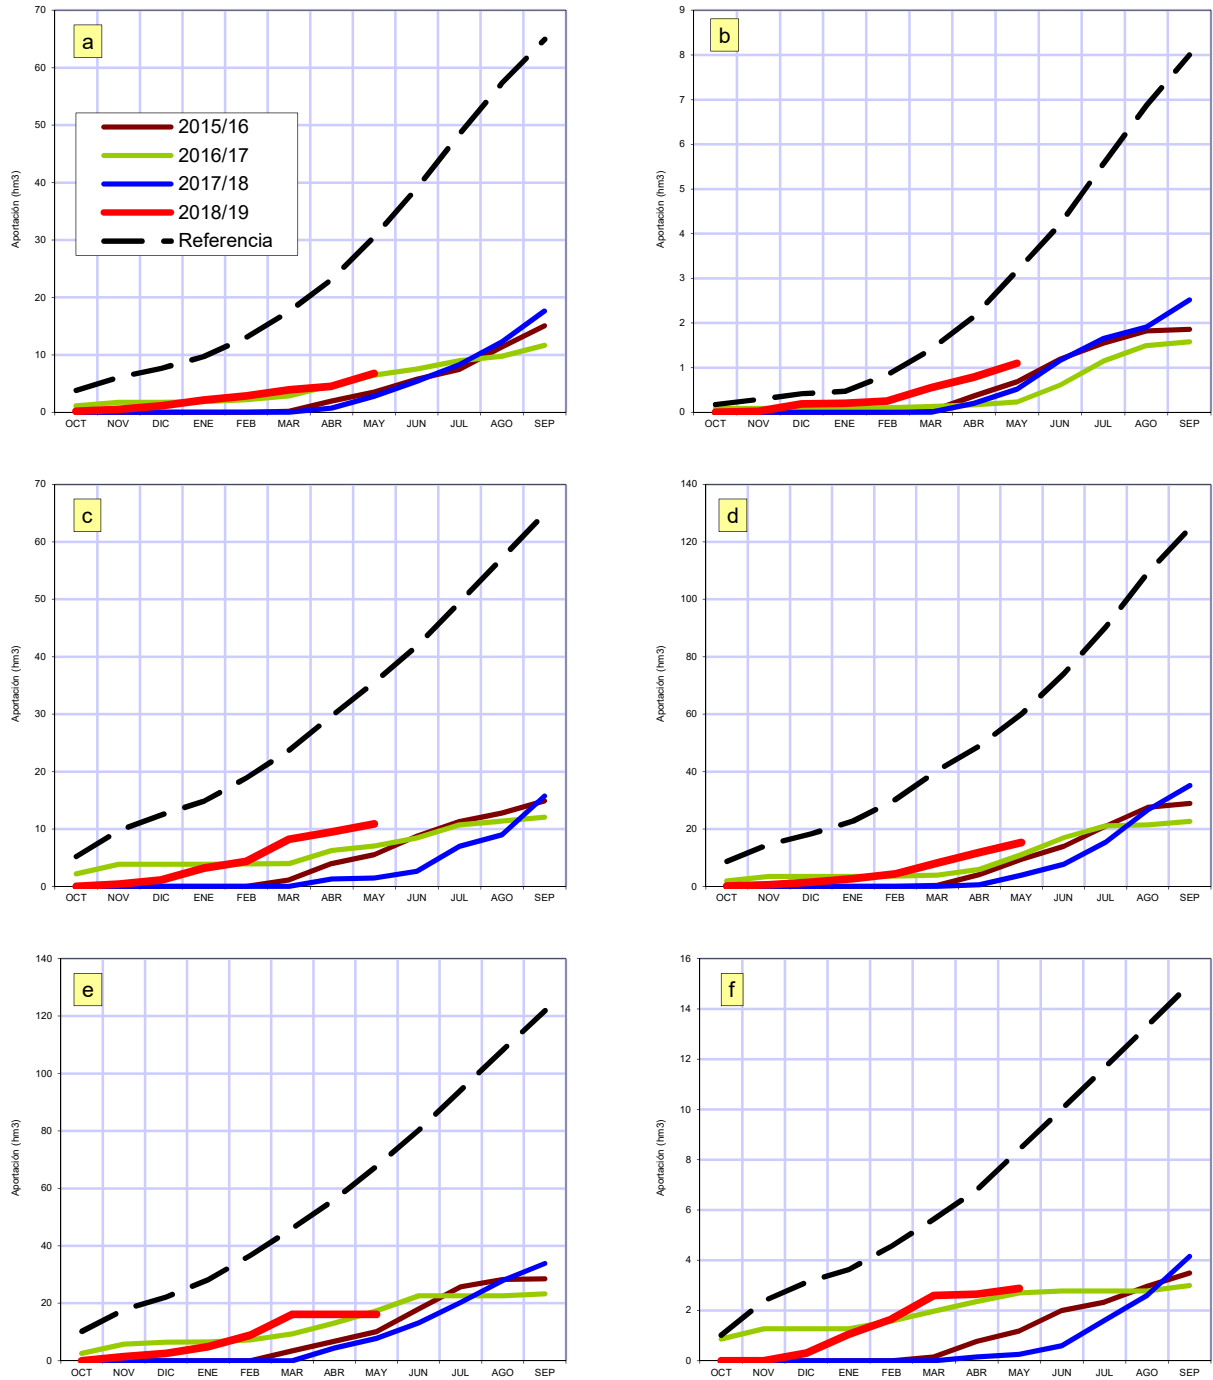 a
70
60
50
40
30
20
10
0
Aportación (hm3)
2015/16
2016/17
2017/18
2018/19
Referencia
OCT NOV DIC ENE FEB MAR ABR MAY JUN JUL AGO SEP
b
9
8
7
6
5
4
3
2
1
0
Aportación (hm3)
OCT NOV DIC ENE FEB MAR ABR MAY JUN JUL AGO SEP
c
70
60
50
40
30
20
10
0
Aportación (hm3)
OCT NOV DIC ENE FEB MAR ABR MAY JUN JUL AGO SEP
d
140
120
100
80
60
40
20
0
Aportación (hm3)
OCT NOV DIC ENE FEB MAR ABR MAY JUN JUL AGO SEP
e
140
120
100
80
60
40
20
0
Aportación (hm3)
OCT NOV DIC ENE FEB MAR ABR MAY JUN JUL AGO SEP
f
16
14
12
10
8
6
4
2
0
Aportación (hm3)
OCT NOV DIC ENE FEB MAR ABR MAY JUN JUL AGO SEP